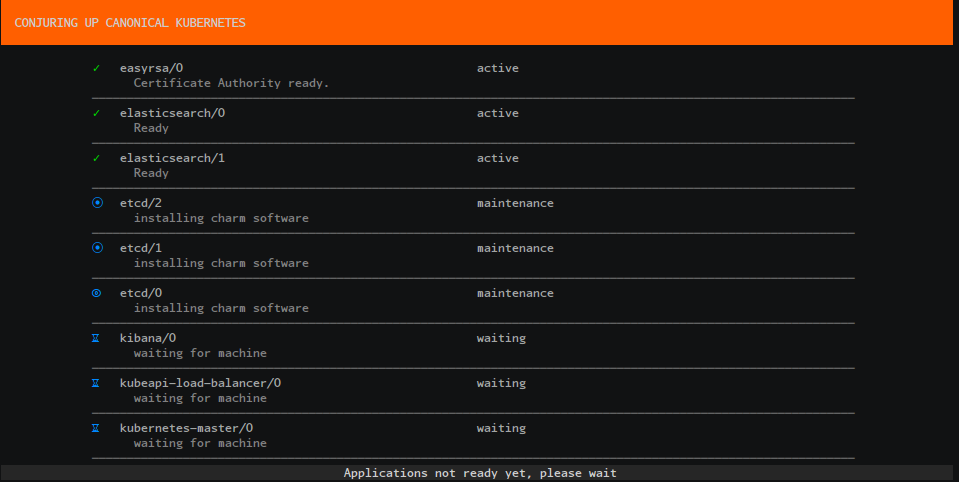 CONJURING UP CANONICAL KUBERNETES
✓ easyrsa/0 active
Certificate Authority ready.
✓ elasticsearch/0 active
Ready
✓ elasticsearch/1 active
Ready
etcd/2 maintenance
installing charm software
etcd/1 maintenance
installing charm software
etcd/0 maintenance
installing charm software
kibana/0 waiting
waiting for machine
kubeapi-load-balancer/0 waiting
waiting for machine
kubernetes-master/0 waiting
waiting for machine
Applications not ready yet, please wait